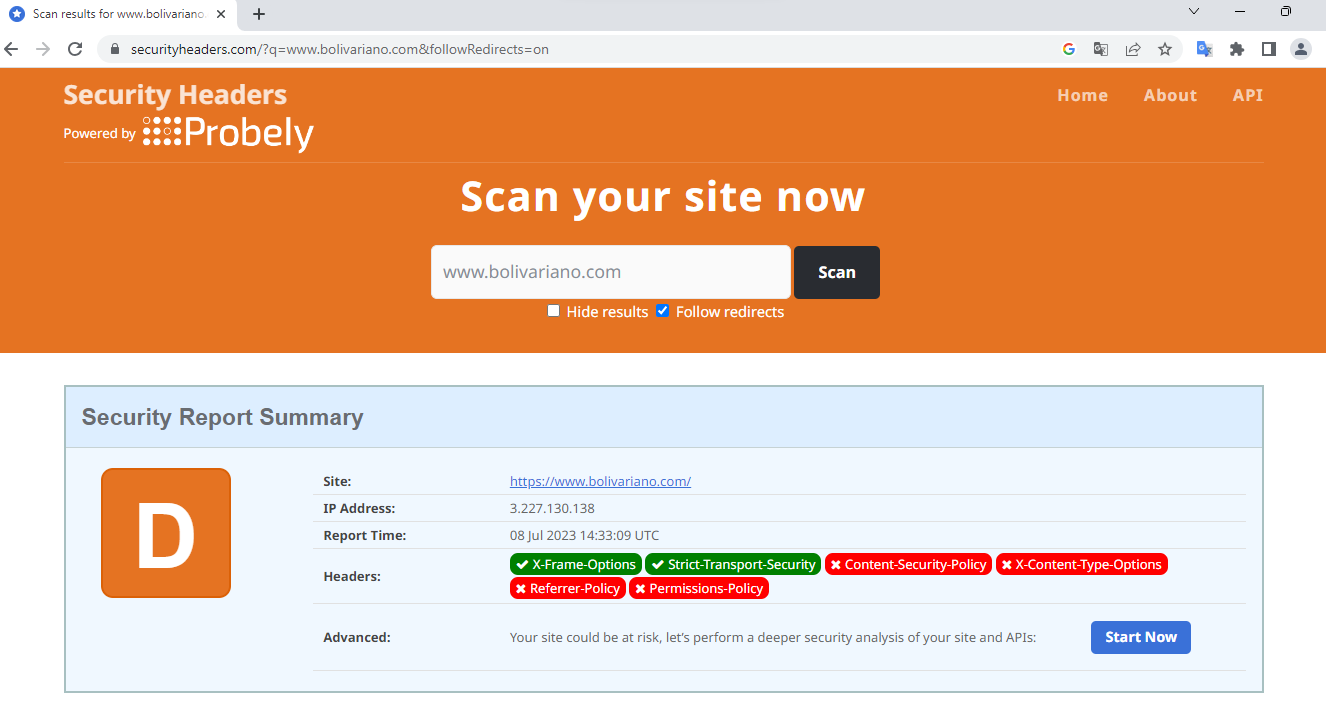 Scan results for www.bolivariano
securityheaders.com/?q=www.bolivariano.com&followRedirects=on
Security Headers
Home About API
Powered by Probely
Scan your site now
www.bolivariano.com Scan
Hide results Follow redirects
Security Report Summary
D
Site: https://www.bolivariano.com/
IP Address: 3.227.130.138
Report Time: 08 Jul 2023 14:33:09 UTC
Headers: X-Frame-Options Strict-Transport-Security Content-Security-Policy X-Content-Type-Options
Referrer-Policy Permissions-Policy
Advanced: Your site could be at risk, let's perform a deeper security analysis of your site and APIs: Start Now